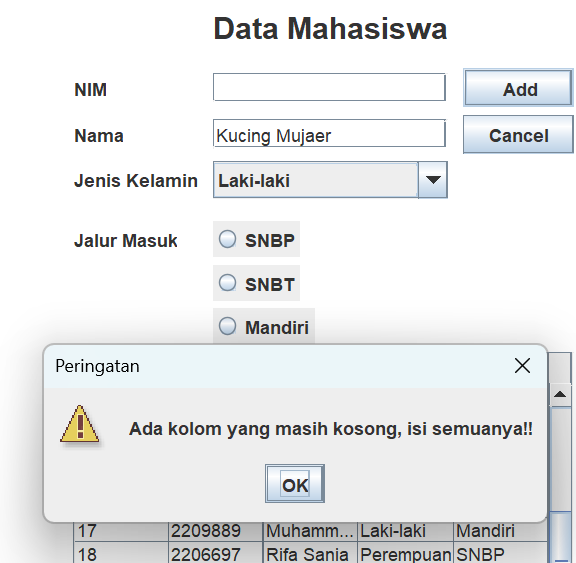 Data Mahasiswa
NIM
Add
Nama
Kucing Mujaer
Cancel
Jenis Kelamin
Laki-laki
Jalur Masuk
SNBP
SNBT
Mandiri
Peringatan
Ada kolom yang masih kosong, isi semuanya!!
OK
17 2209889 Muhamm... Laki-laki Mandiri
18 2206697 Rifa Sania Perempuan SNBP